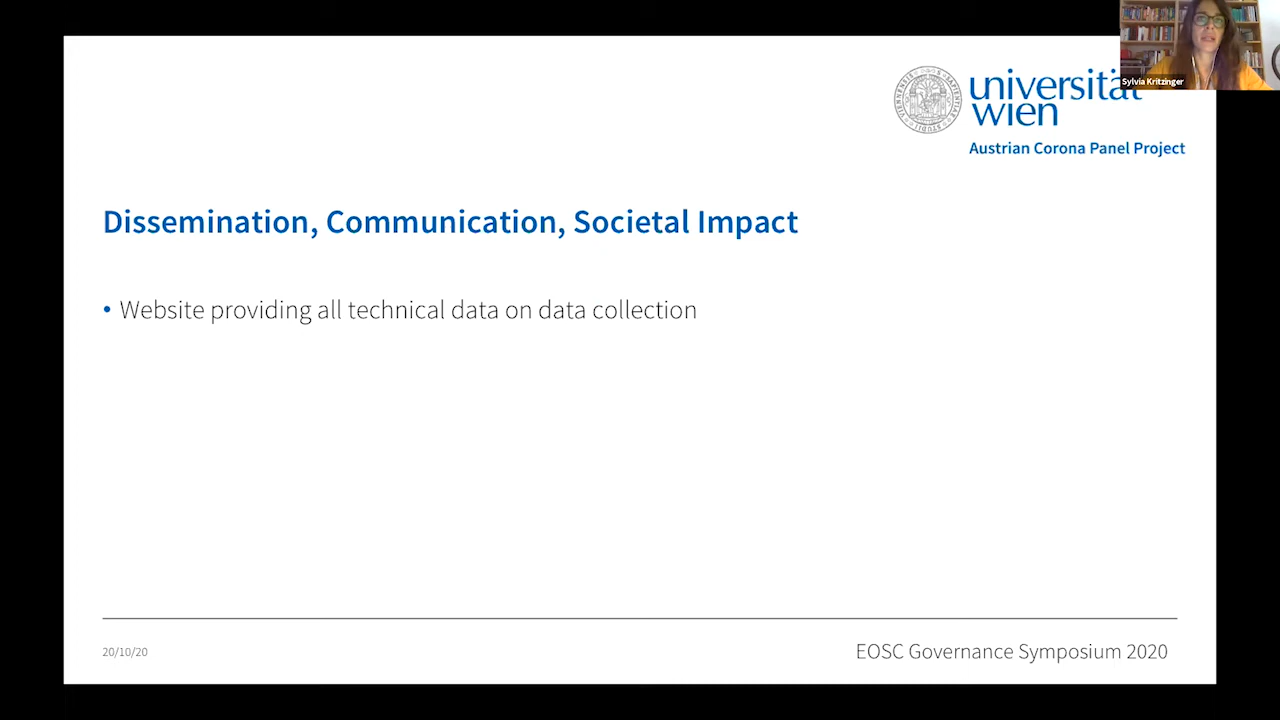 Sylvia Kritzinger
universität
wien
Austrian Corona Panel Project
Dissemination, Communication, Societal Impact
• Website providing all technical data on data collection
20/10/20
EOSC Governance Symposium 2020